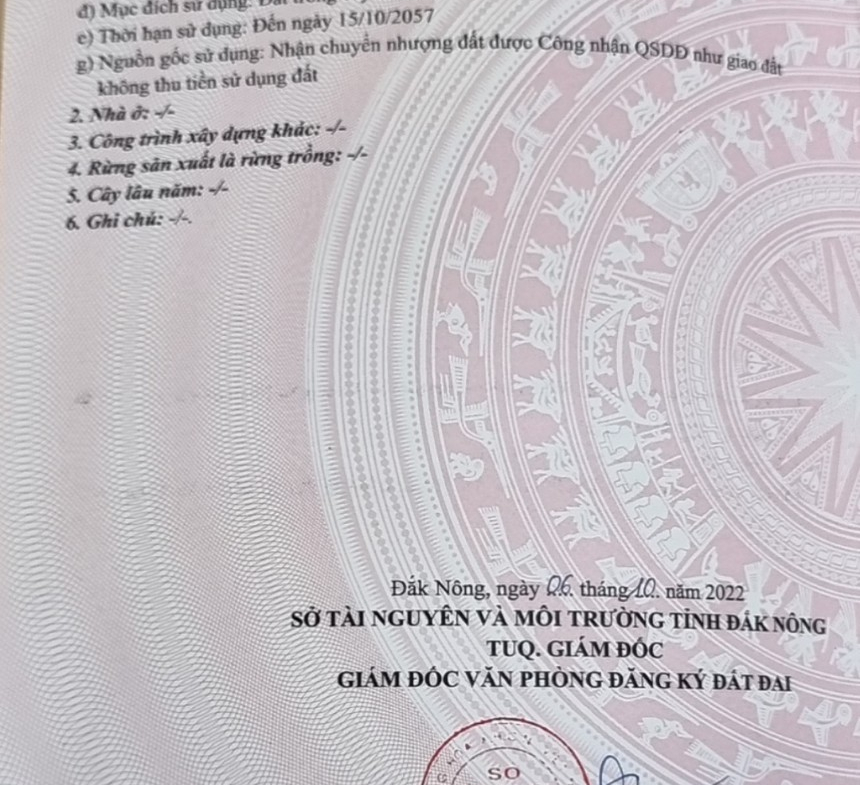 đ) Mục đích sử dụng: Đất
e) Thời hạn sử dụng: Đến ngày 15/10/2057
g) Nguồn gốc sử dụng: Nhận chuyển nhượng đất được Công nhận QSDĐ như giao đất
không thu tiền sử dụng đất
2. Nhà ở: -/-
3. Công trình xây dựng khác: -/-
4. Rừng sản xuất là rừng trồng: -/-
5. Cây lâu năm: -/-
6. Ghi chú: -/-.
Đắk Nông, ngày 06. tháng 10. năm 2022
SỞ TÀI NGUYÊN VÀ MÔI TRƯỜNG TỈNH ĐẮK NÔNG
TUQ. GIÁM ĐỐC
GIÁM ĐỐC VĂN PHÒNG ĐĂNG KÝ ĐẤT ĐAI
SO